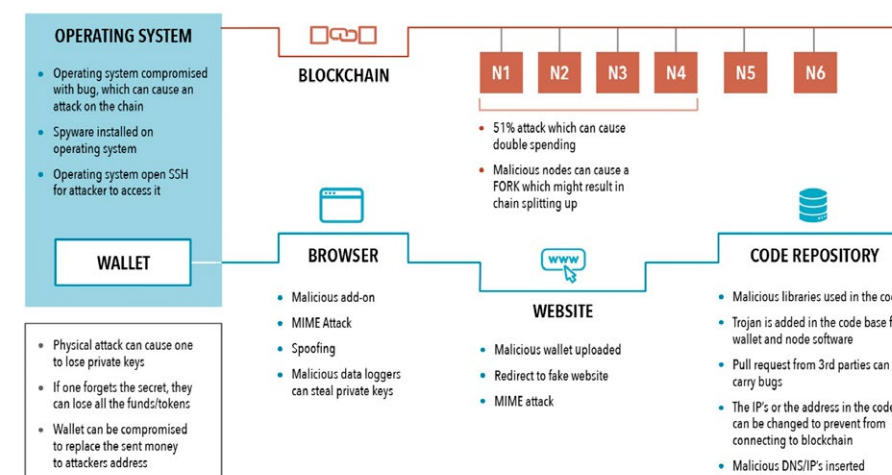 OPERATING SYSTEM
Operating system compromised
with bug, which can cause an
attack on the chain
Spyware installed on
operating system
Operating system open SSH
for attacker to access it
WALLET
Physical attack can cause one
to lose private keys
If one forgets the secret, they
can lose all the funds/tokens
Wallet can be compromised
to replace the sent money
to attackers address
BLOCKCHAIN
N1 N2 N3 N4 N5 N6
51% attack which can cause
double spending
Malicious nodes can cause a
FORK which might result in
chain splitting up
BROWSER
Malicious add-on
MIME Attack
Spoofing
Malicious data loggers
can steal private keys
www
WEBSITE
Malicious wallet uploaded
Redirect to fake website
MIME attack
CODE REPOSITORY
Malicious libraries used in the
Trojan is added in the code base
wallet and node software
Pull request from 3rd parties can
carry bugs
The IP's or the address in the code
can be changed to prevent from
connecting to blockchain
Malicious DNS/IP's inserted